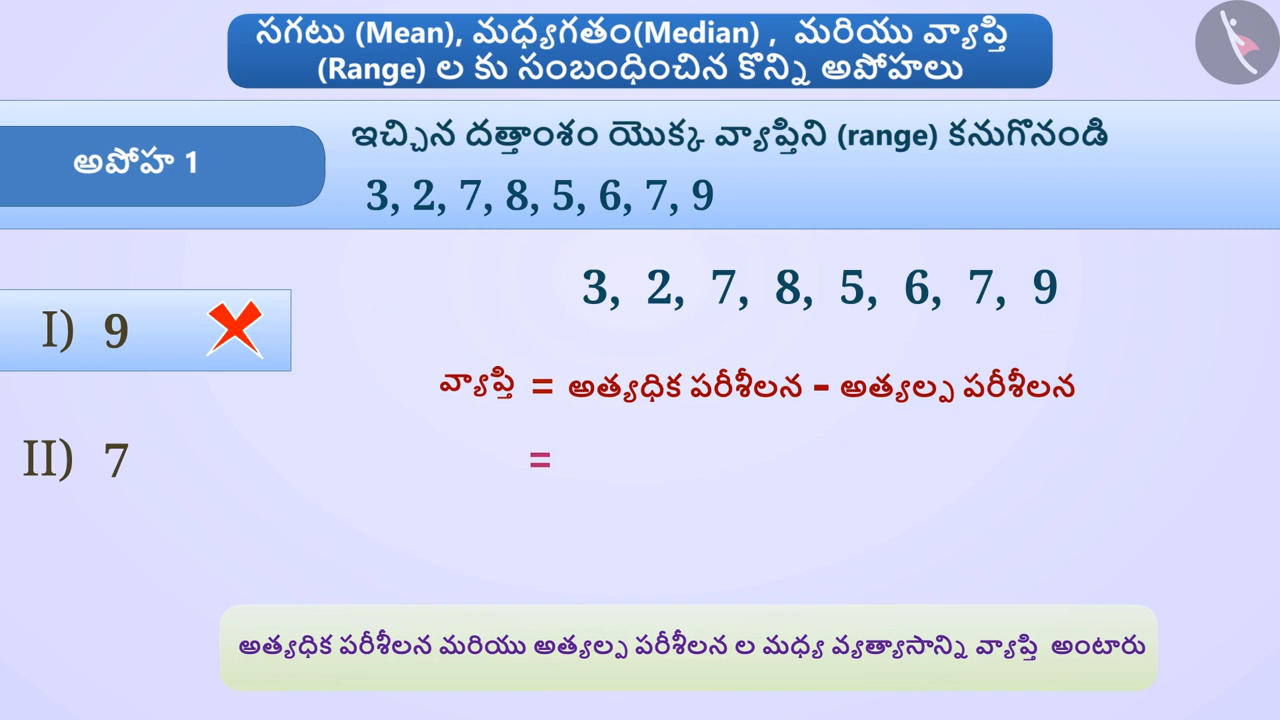 సగటు (Mean), మధ్యగతం(Median) , మరియు వ్యాప్తి
(Range) ల కు సంబంధించిన కొన్ని అపోహలు
అపోహ 1
ఇచ్చిన దత్తాంశం యొక్క వ్యాప్తిని (range) కనుగొనండి
3, 2, 7, 8, 5, 6, 7, 9
3, 2, 7, 8, 5, 6, 7, 9
I) 9
వ్యాప్తి = అత్యధిక పరీశీలన - అత్యల్ప పరీశీలన
II) 7
=
అత్యధిక పరీశీలన మరియు అత్యల్ప పరీశీలన ల మధ్య వ్యత్యాసాన్ని వ్యాప్తి అంటారు